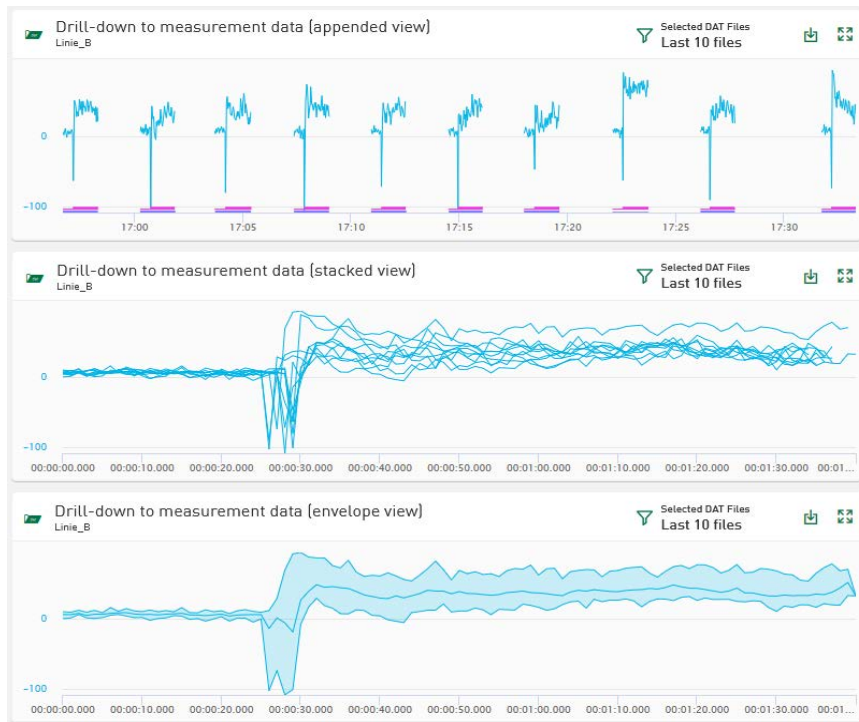 Drill-down to measurement data (appended view)
Linie_B
Selected DAT Files
Last 10 files
0
-100
17:00 17:05 17:10 17:15 17:20 17:25 17:30
Drill-down to measurement data (stacked view)
Linie_B
Selected DAT Files
Last 10 files
0
-100
00:00:00.000 00:00:10.000 00:00:20.000 00:00:30.000 00:00:40.000 00:00:50.000 00:01:00.000 00:01:10.000 00:01:20.000 00:01:30.000 00:01...
Drill-down to measurement data (envelope view)
Linie_B
Selected DAT Files
Last 10 files
0
-100
00:00:00.000 00:00:10.000 00:00:20.000 00:00:30.000 00:00:40.000 00:00:50.000 00:01:00.000 00:01:10.000 00:01:20.000 00:01:30.000 00:01...